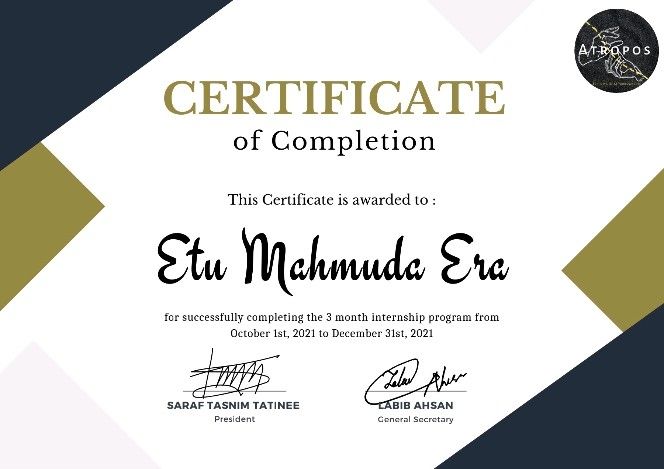 ATROPOS
CERTIFICATE
of Completion
This Certificate is awarded to :
Etu Mahmuda Era
for successfully completing the 3 month internship program from
October 1st, 2021 to December 31st, 2021
SARAF TASNIM TATINEE
President
LABIB AHSAN
General Secretary